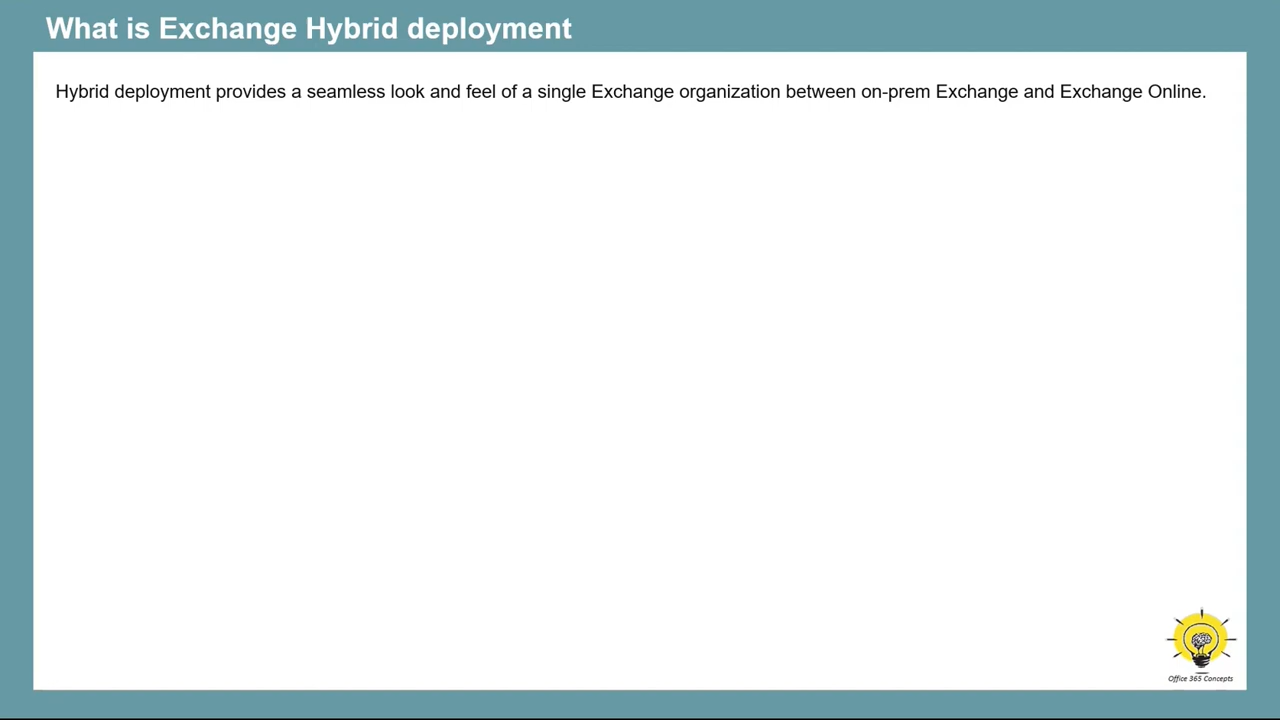 What is Exchange Hybrid deployment
Hybrid deployment provides a seamless look and feel of a single Exchange organization between on-prem Exchange and Exchange Online.
Office 365 Concepts